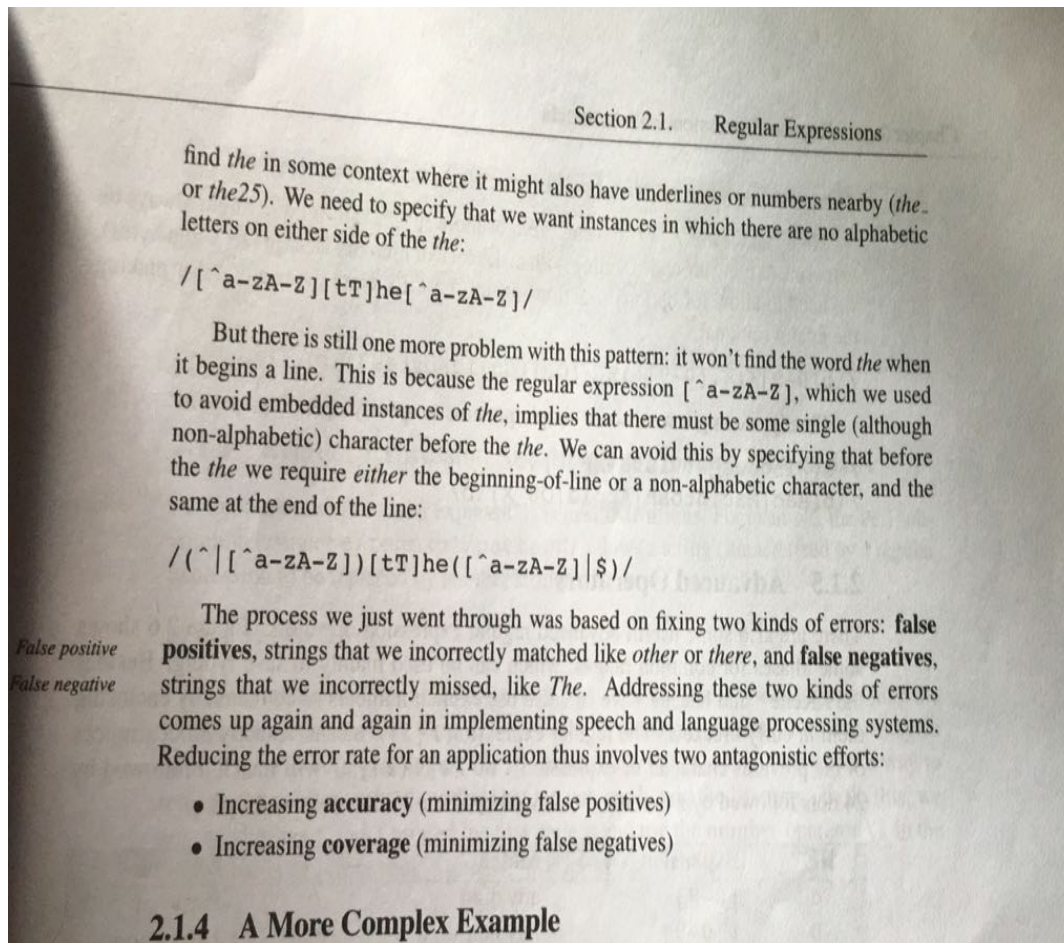 Section 2.1. Regular Expressions
find the in some context where it might also have underlines or numbers nearby (the_
or the25). We need to specify that we want instances in which there are no alphabetic
letters on either side of the the:
/[^a-zA-Z][tT]he[^a-zA-Z]/
But there is still one more problem with this pattern: it won't find the word the when
it begins a line. This is because the regular expression [^a-zA-Z], which we used
to avoid embedded instances of the, implies that there must be some single (although
non-alphabetic) character before the the. We can avoid this by specifying that before
the the we require either the beginning-of-line or a non-alphabetic character, and the
same at the end of the line:
/(^|[^a-zA-Z])[tT]he([^a-zA-Z]|$)/
The process we just went through was based on fixing two kinds of errors: false
False positive
positives, strings that we incorrectly matched like other or there, and false negatives,
False negative
strings that we incorrectly missed, like The. Addressing these two kinds of errors
comes up again and again in implementing speech and language processing systems.
Reducing the error rate for an application thus involves two antagonistic efforts:
• Increasing accuracy (minimizing false positives)
• Increasing coverage (minimizing false negatives)
2.1.4 A More Complex Example